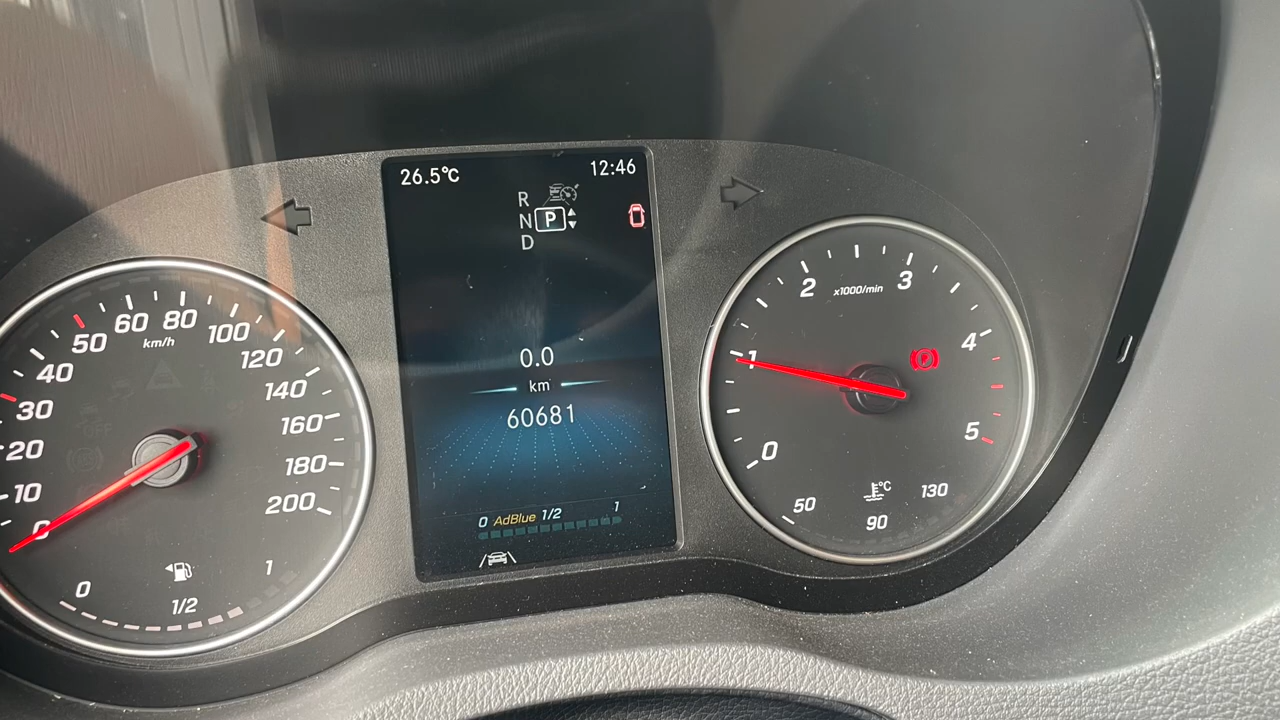 26.5°C 12:46
R
N P
D
0.0
km
60681
0 AdBlue 1/2 1
0
10
20
30
40
50
60
80
100
120
140
160
180
200
km/h
0 1/2 1
0
1
2
3
4
5
x1000/min
P
°C
50 90 130